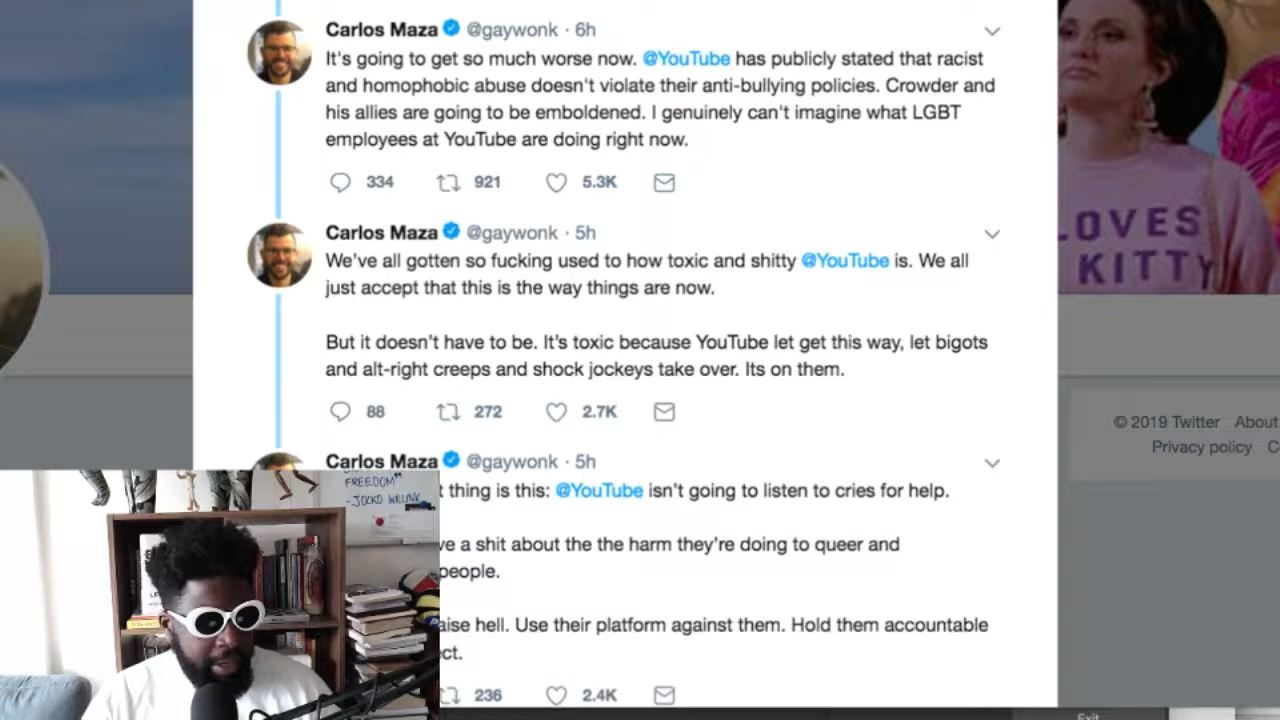 Carlos Maza @gaywonk · 6h
It's going to get so much worse now. @YouTube has publicly stated that racist
and homophobic abuse doesn't violate their anti-bullying policies. Crowder and
his allies are going to be emboldened. I genuinely can't imagine what LGBT
employees at YouTube are doing right now.
334 921 5.3K
Carlos Maza @gaywonk · 5h
We've all gotten so fucking used to how toxic and shitty @YouTube is. We all
just accept that this is the way things are now.
But it doesn't have to be. It's toxic because YouTube let get this way, let bigots
and alt-right creeps and shock jockeys take over. Its on them.
88 272 2.7K
Carlos Maza @gaywonk · 5h
t thing is this: @YouTube isn't going to listen to cries for help.
ve a shit about the the harm they're doing to queer and
people.
aise hell. Use their platform against them. Hold them accountable
ct.
236 2.4K
LOVES
KITTY
© 2019 Twitter About
Privacy policy C
FREEDOM"
-JOCKO WILLINK
Exit